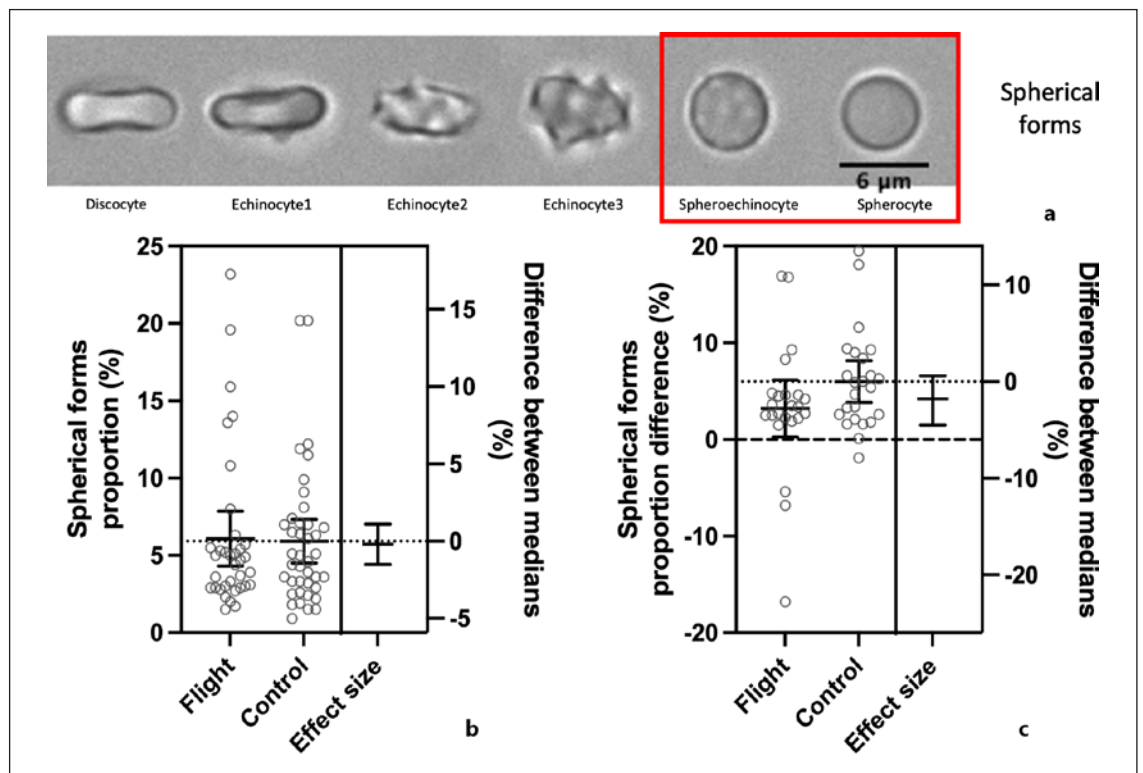 Spherical
forms
6 µm
Discocyte
Echinocyte1
Echinocyte2
Echinocyte3
Spheroechinocyte
Spherocyte
a
25
20
15
10
5
0
Spherical forms
proportion (%)
15
10
5
0
-5
Difference between medians
(%)
Flight
Control
Effect size
b
20
10
0
-10
-20
Spherical forms
proportion difference (%)
10
0
-10
-20
Difference between medians
(%)
Flight
Control
Effect size
c